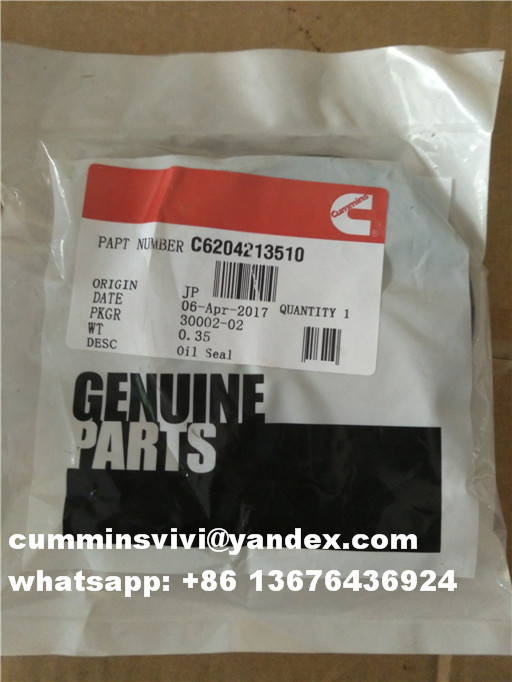 Cummins
PAPT NUMBER C6204213510
ORIGIN JP
DATE 06-Apr-2017 QUANTITY 1
PKGR 30002-02
WT 0.35
DESC Oil Seal
GENUINE
PARTS
cumminsvivi@yandex.com
whatsapp: +86 13676436924